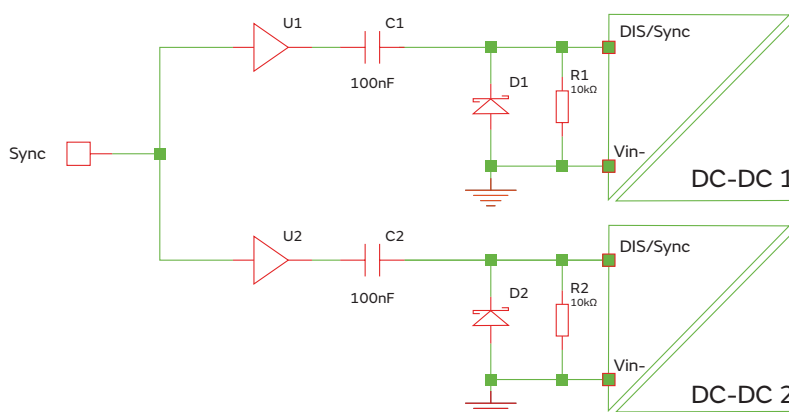 U1
C1
100nF
DIS/Sync
D1
R1
10kΩ
Vin-
DC-DC 1
Sync
U2
C2
100nF
DIS/Sync
D2
R2
10kΩ
Vin-
DC-DC 2